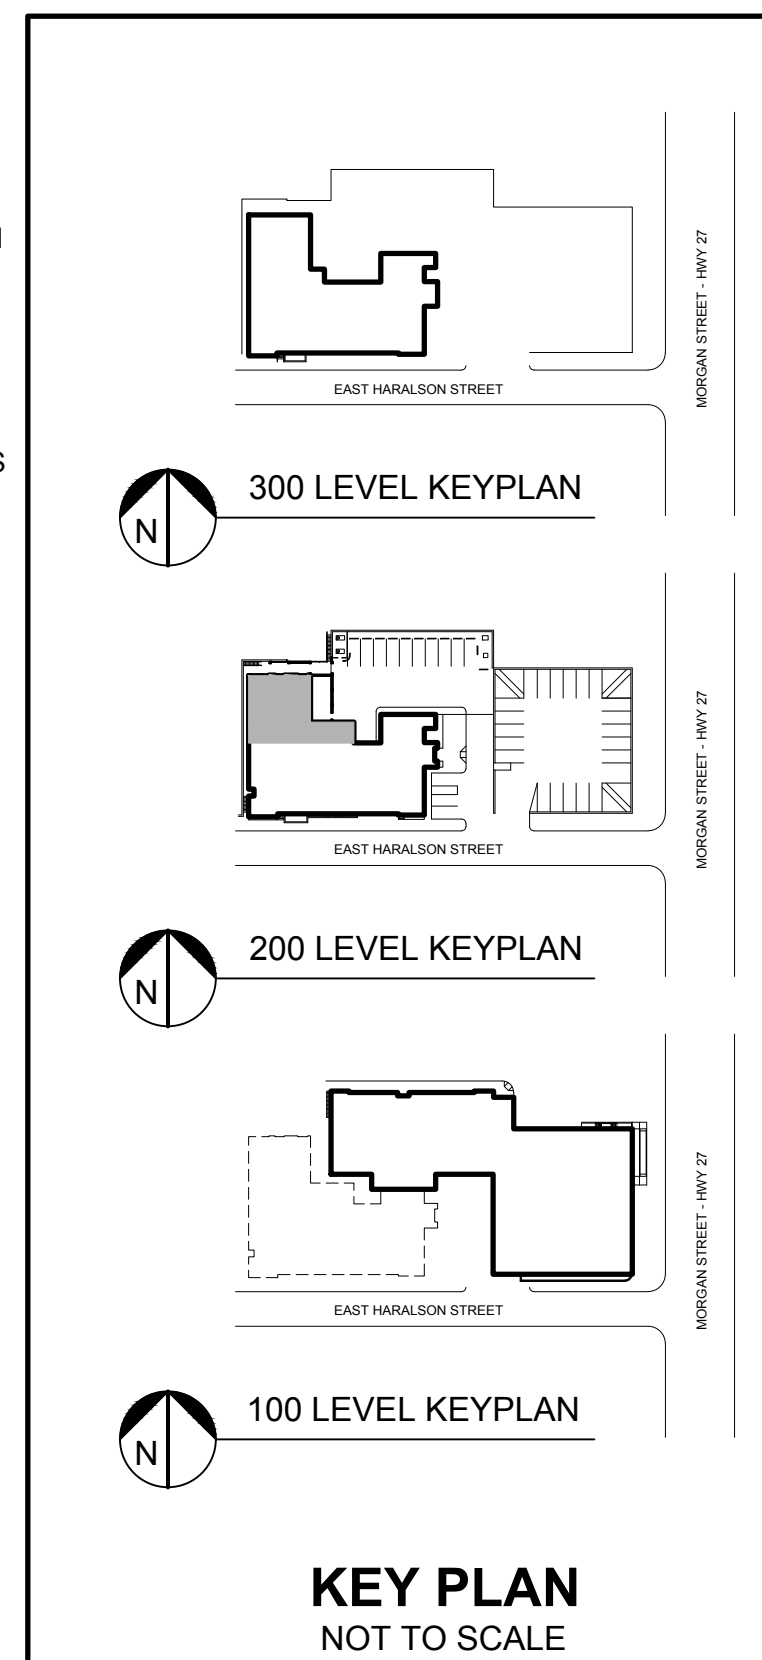 MORGAN STREET - HWY 27
EAST HARALSON STREET
300 LEVEL KEYPLAN
N
MORGAN STREET - HWY 27
EAST HARALSON STREET
200 LEVEL KEYPLAN
N
MORGAN STREET - HWY 27
EAST HARALSON STREET
100 LEVEL KEYPLAN
N
KEY PLAN
NOT TO SCALE